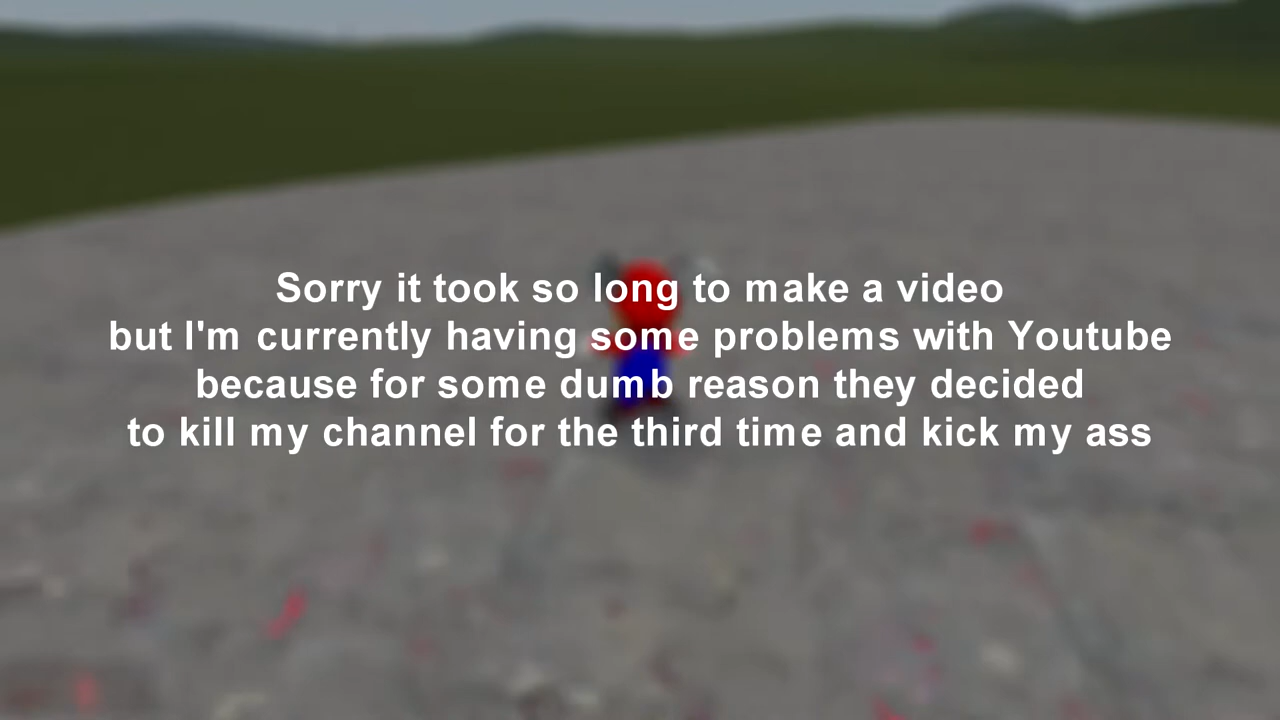 Sorry it took so long to make a video
but I'm currently having some problems with Youtube
because for some dumb reason they decided
to kill my channel for the third time and kick my ass